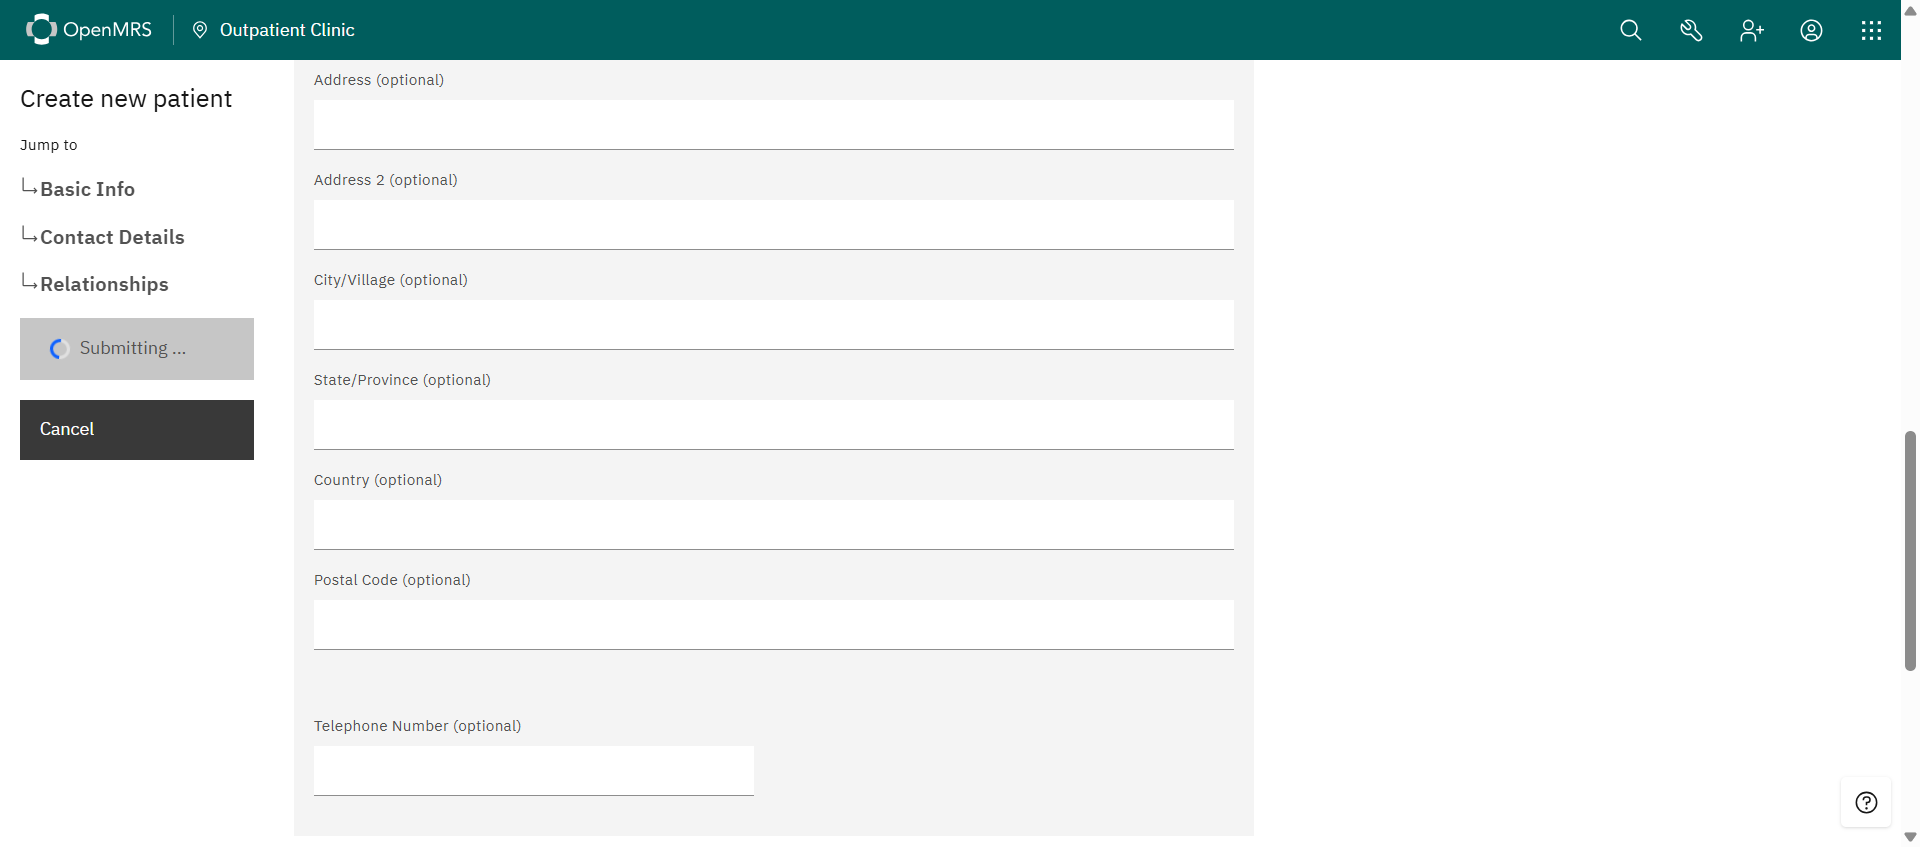 OpenMRS
Outpatient Clinic
Create new patient
Jump to
Basic Info
Contact Details
Relationships
Submitting ...
Cancel
Address (optional)
Address 2 (optional)
City/Village (optional)
State/Province (optional)
Country (optional)
Postal Code (optional)
Telephone Number (optional)